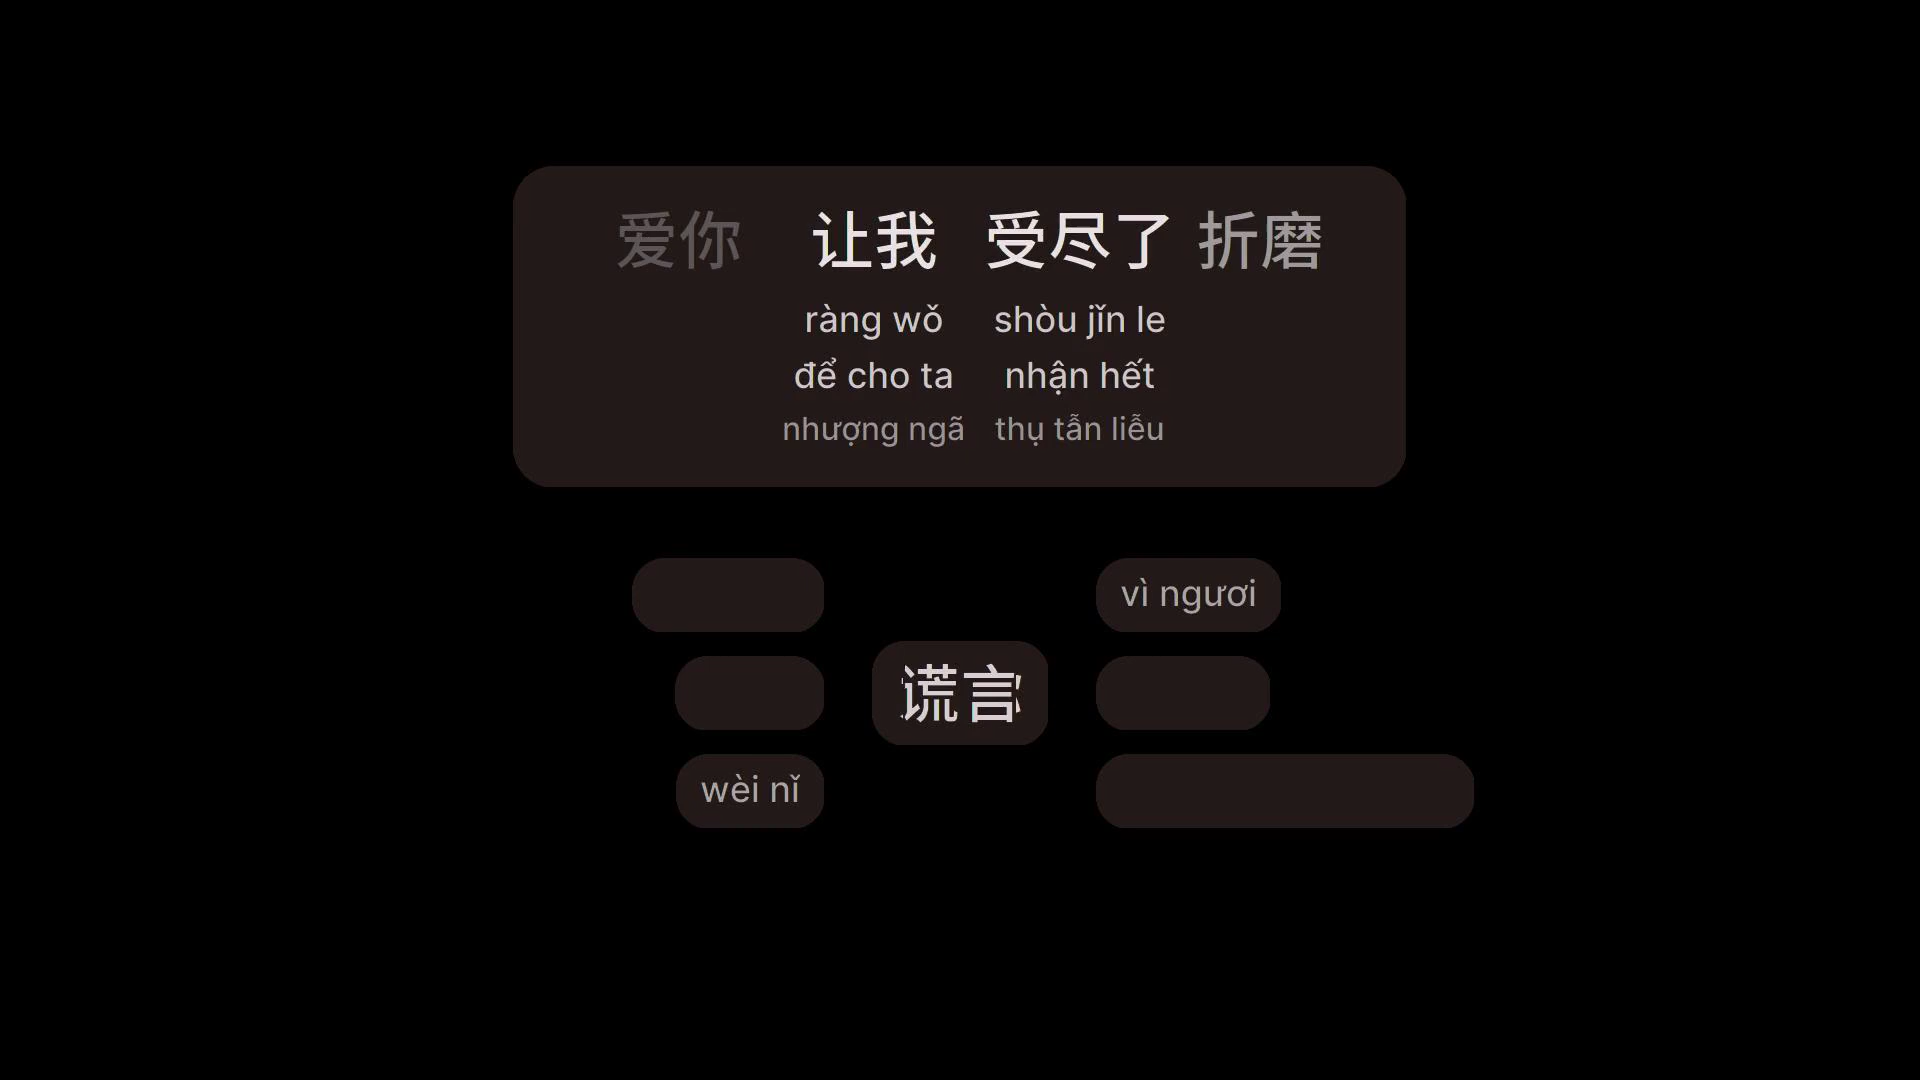 爱你 让我 受尽了 折磨
ràng wǒ shòu jǐn le
để cho ta nhận hết
nhượng ngã thụ tẫn liễu
vì ngươi
谎言
wèi nǐ